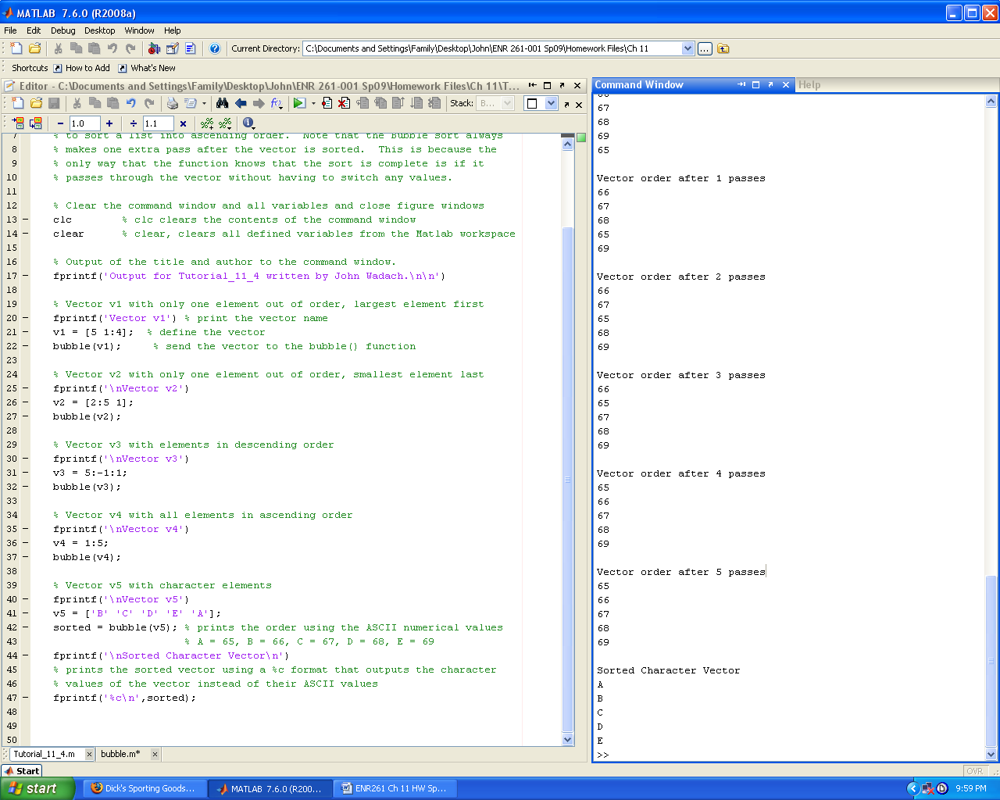 MATLAB 7.6.0 (R2008a)
File Edit Debug Desktop Window Help
Current Directory: C:\Documents and Settings\Family\Desktop\John\ENR 261-001 Sp09\Homework Files\Ch 11
Shortcuts How to Add What's New
Editor - C:\Documents and Settings\Family\Desktop\John\ENR 261-001 Sp09\Homework Files\Ch 11\T...
Stack: B...
1.0 1.1
7 % to sort a list into ascending order.  Note that the Bubble sort always
8 % makes one extra pass after the vector is sorted.  This is because the
9 % only way that the function knows that the sort is complete is if it
10 % passes through the vector without having to switch any values.
11
12 % Clear the command window and all variables and close figure windows
13 – clc        % clc clears the contents of the command window
14 – clear      % clear, clears all defined variables from the Matlab workspace
15
16 % Output of the title and author to the command window.
17 – fprintf('Output for Tutorial_11_4 written by John Wadach.\n\n')
18
19 % Vector v1 with only one element out of order, largest element first
20 – fprintf('Vector v1') % print the vector name
21 – v1 = [5 1:4];  % define the vector
22 – bubble(v1);     % send the vector to the bubble() function
23
24 % Vector v2 with only one element out of order, smallest element last
25 – fprintf('\nVector v2')
26 – v2 = [2:5 1];
27 – bubble(v2);
28
29 % Vector v3 with elements in descending order
30 – fprintf('\nVector v3')
31 – v3 = 5:-1:1;
32 – bubble(v3);
33
34 % Vector v4 with all elements in ascending order
35 – fprintf('\nVector v4')
36 – v4 = 1:5;
37 – bubble(v4);
38
39 % Vector v5 with character elements
40 – fprintf('\nVector v5')
41 – v5 = ['B' 'C' 'D' 'E' 'A'];
42 – sorted = bubble(v5); % prints the order using the ASCII numerical values
43 % A = 65, B = 66, C = 67, D = 68, E = 69
44 – fprintf('\nSorted Character Vector\n')
45 % prints the sorted vector using a %c format that outputs the character
46 % values of the vector instead of their ASCII values
47 – fprintf('%c\n',sorted);
48
49
50
Tutorial_11_4.m bubble.m*
Command Window Help
66
67
68
69
65
Vector order after 1 passes
66
67
68
65
69
Vector order after 2 passes
66
67
65
68
69
Vector order after 3 passes
66
65
67
68
69
Vector order after 4 passes
65
66
67
68
69
Vector order after 5 passes
65
66
67
68
69
Sorted Character Vector
A
B
C
D
E
>>
Start OVR
start Dick's Sporting Goods... MATLAB 7.6.0 (R200... ENR261 Ch 11 HW Sp... 9:59 PM